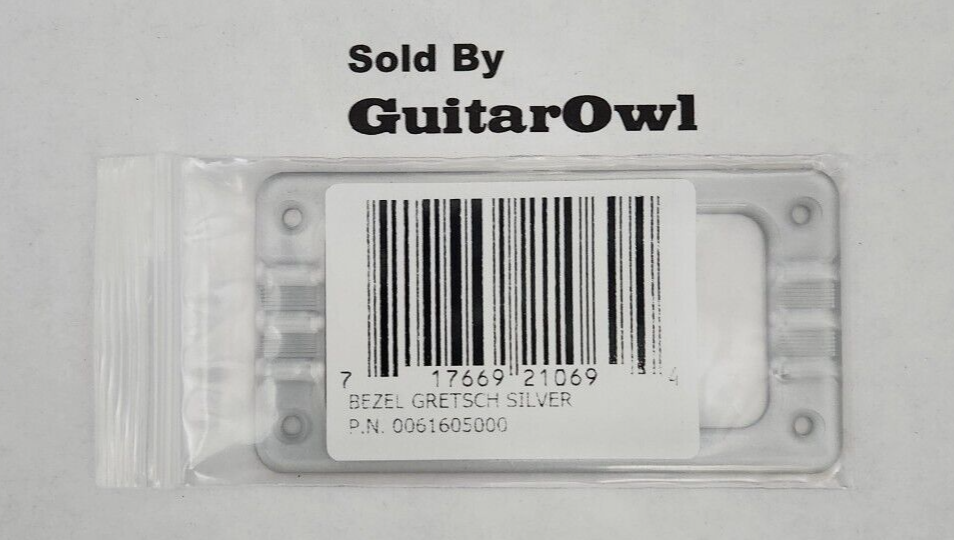 Sold By
GuitarOwl
7 17669 21069 4
BEZEL GRETSCH SILVER
P.N. 0061605000